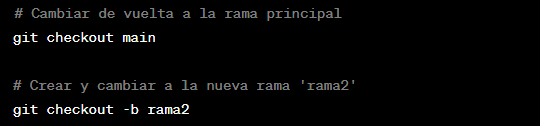 # Cambiar de vuelta a la rama principal
git checkout main
# Crear y cambiar a la nueva rama 'rama2'
git checkout -b rama2